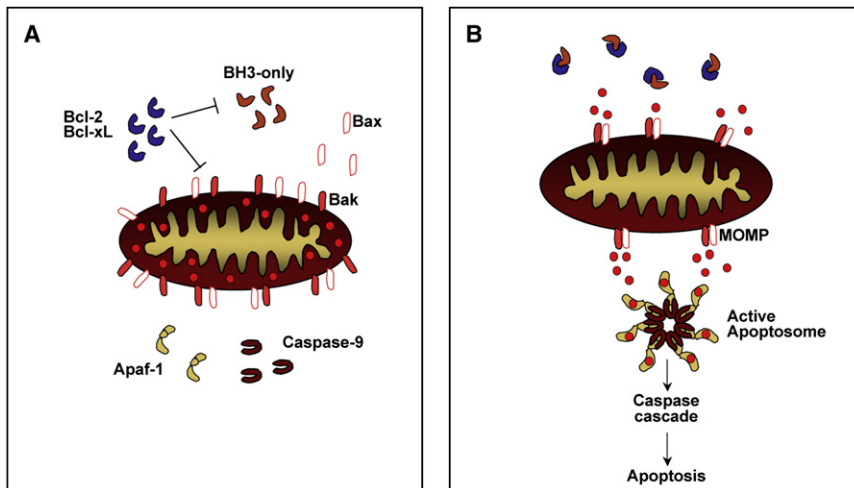 A
BH3-only
Bcl-2
Bcl-xL
Bax
Bak
Caspase-9
Apaf-1
B
MOMP
Active
Apoptosome
Caspase
cascade
Apoptosis